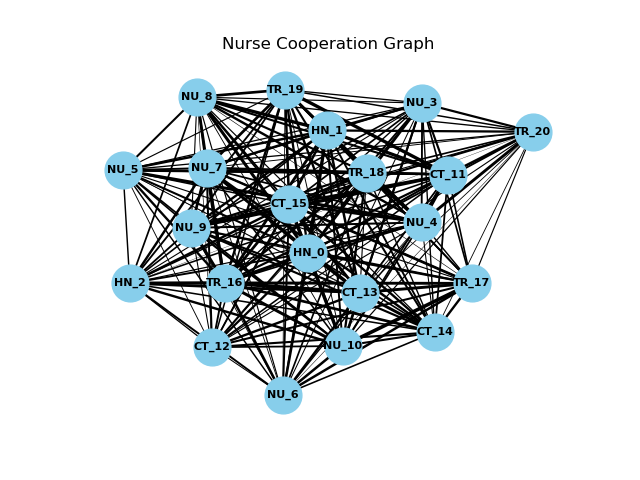 Nurse Cooperation Graph
NU_8
TR_19
NU_3
HN_1
TR_20
NU_5
NU_7
TR_18
CT_11
CT_15
NU_9
NU_4
HN_0
HN_2
TR_16
CT_13
TR_17
CT_12
NU_10
CT_14
NU_6